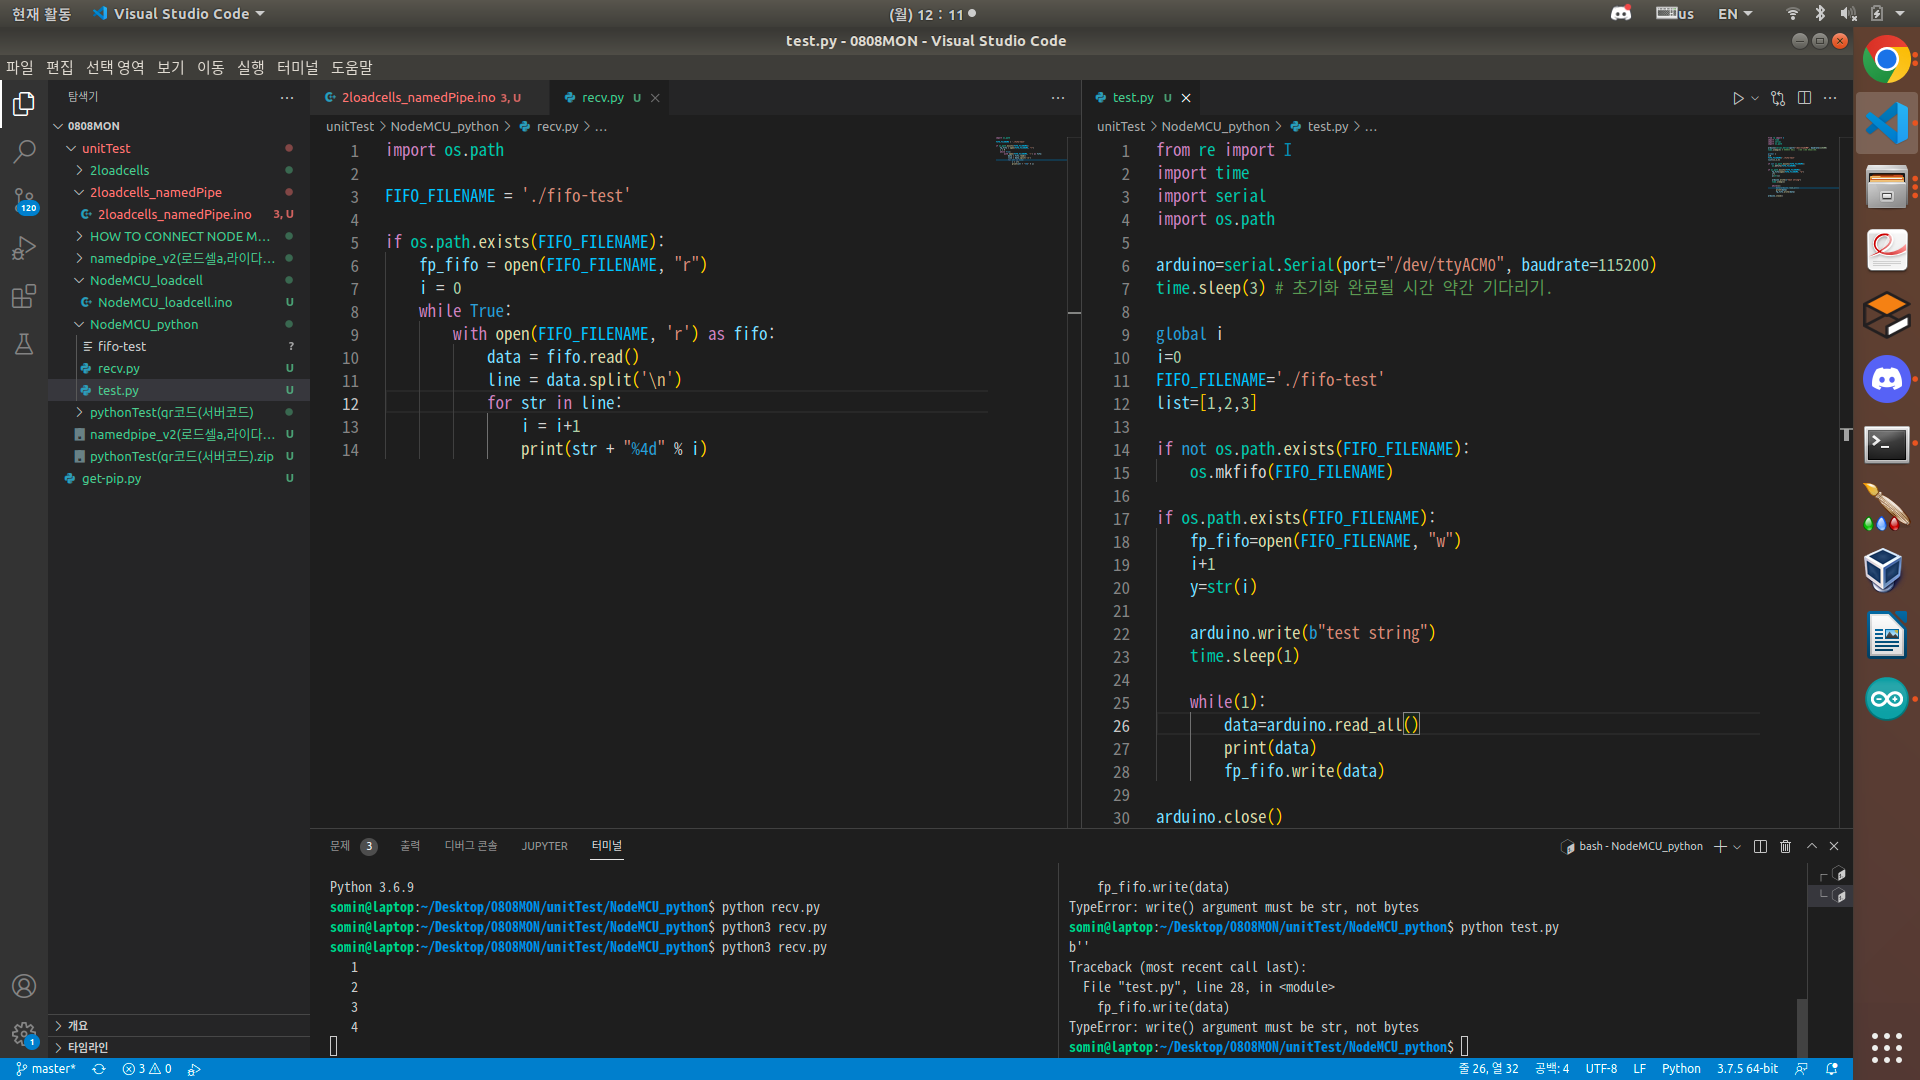 현재 활동
Visual Studio Code
(월) 12 : 11
us
EN
test.py - 0808MON - Visual Studio Code
파일 편집 선택 영역 보기 이동 실행 터미널 도움말
탐색기
0808MON
unitTest
2loadcells
2loadcells_namedPipe
2loadcells_namedPipe.ino 3, U
HOW TO CONNECT NODE M...
namedpipe_v2(로드셀a,라이다...
NodeMCU_loadcell
NodeMCU_loadcell.ino U
NodeMCU_python
fifo-test ?
recv.py U
test.py U
pythonTest(qr코드(서버코드)
namedpipe_v2(로드셀a,라이다... U
pythonTest(qr코드(서버코드).zip U
get-pip.py U
개요
타임라인
120
1
2loadcells_namedPipe.ino 3, U
recv.py U
unitTest > NodeMCU_python > recv.py > ...
1 import os.path
2
3 FIFO_FILENAME = './fifo-test'
4
5 if os.path.exists(FIFO_FILENAME):
6 fp_fifo = open(FIFO_FILENAME, "r")
7 i = 0
8 while True:
9 with open(FIFO_FILENAME, 'r') as fifo:
10 data = fifo.read()
11 line = data.split('\n')
12 for str in line:
13 i = i+1
14 print(str + "%4d" % i)
test.py U
unitTest > NodeMCU_python > test.py > ...
1 from re import I
2 import time
3 import serial
4 import os.path
5
6 arduino=serial.Serial(port="/dev/ttyACM0", baudrate=115200)
7 time.sleep(3) # 초기화 완료될 시간 약간 기다리기.
8
9 global i
10 i=0
11 FIFO_FILENAME='./fifo-test'
12 list=[1,2,3]
13
14 if not os.path.exists(FIFO_FILENAME):
15 os.mkfifo(FIFO_FILENAME)
16
17 if os.path.exists(FIFO_FILENAME):
18 fp_fifo=open(FIFO_FILENAME, "w")
19 i+1
20 y=str(i)
21
22 arduino.write(b"test string")
23 time.sleep(1)
24
25 while(1):
26 data=arduino.read_all()
27 print(data)
28 fp_fifo.write(data)
29
30 arduino.close()
문제 3 출력 디버그 콘솔 JUPYTER 터미널
bash - NodeMCU_python
Python 3.6.9
somin@laptop:~/Desktop/0808MON/unitTest/NodeMCU_python$ python recv.py
somin@laptop:~/Desktop/0808MON/unitTest/NodeMCU_python$ python3 recv.py
somin@laptop:~/Desktop/0808MON/unitTest/NodeMCU_python$ python3 recv.py
1
2
3
4
fp_fifo.write(data)
TypeError: write() argument must be str, not bytes
somin@laptop:~/Desktop/0808MON/unitTest/NodeMCU_python$ python test.py
b''
Traceback (most recent call last):
File "test.py", line 28, in <module>
fp_fifo.write(data)
TypeError: write() argument must be str, not bytes
somin@laptop:~/Desktop/0808MON/unitTest/NodeMCU_python$
master*
3 0
줄 26, 열 32
공백: 4
UTF-8
LF
Python
3.7.5 64-bit